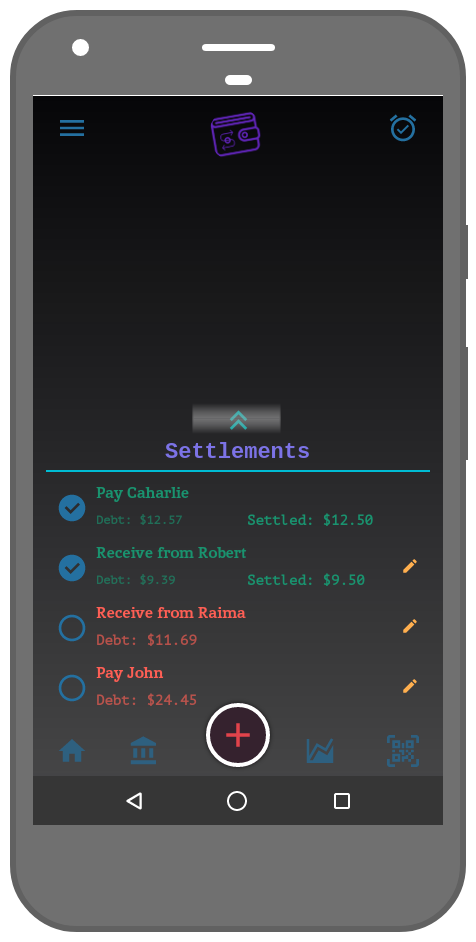 Settlements
Pay Caharlie
Debt: $12.57 Settled: $12.50
Receive from Robert
Debt: $9.39 Settled: $9.50
Receive from Raima
Debt: $11.69
Pay John
Debt: $24.45